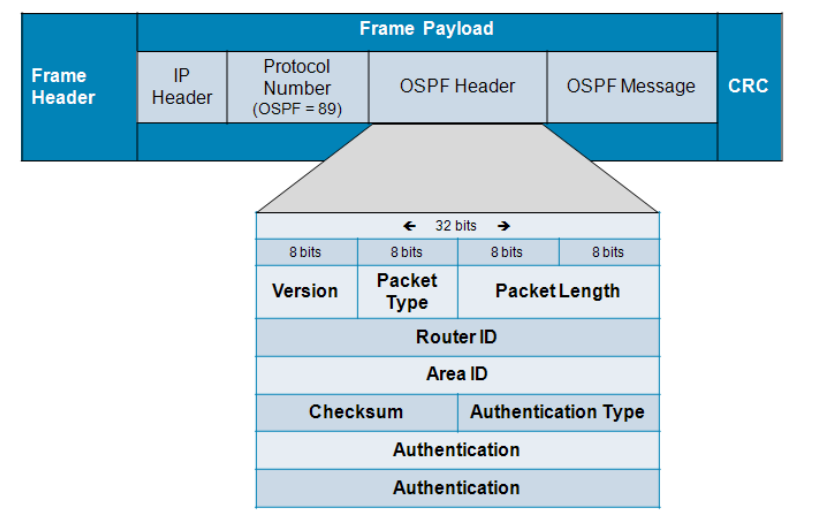 Frame Payload
Frame
Header
IP
Header
Protocol
Number
(OSPF = 89)
OSPF Header
OSPF Message
CRC
← 32 bits →
8 bits 8 bits 8 bits 8 bits
Version
Packet
Type
Packet Length
Router ID
Area ID
Checksum Authentication Type
Authentication
Authentication